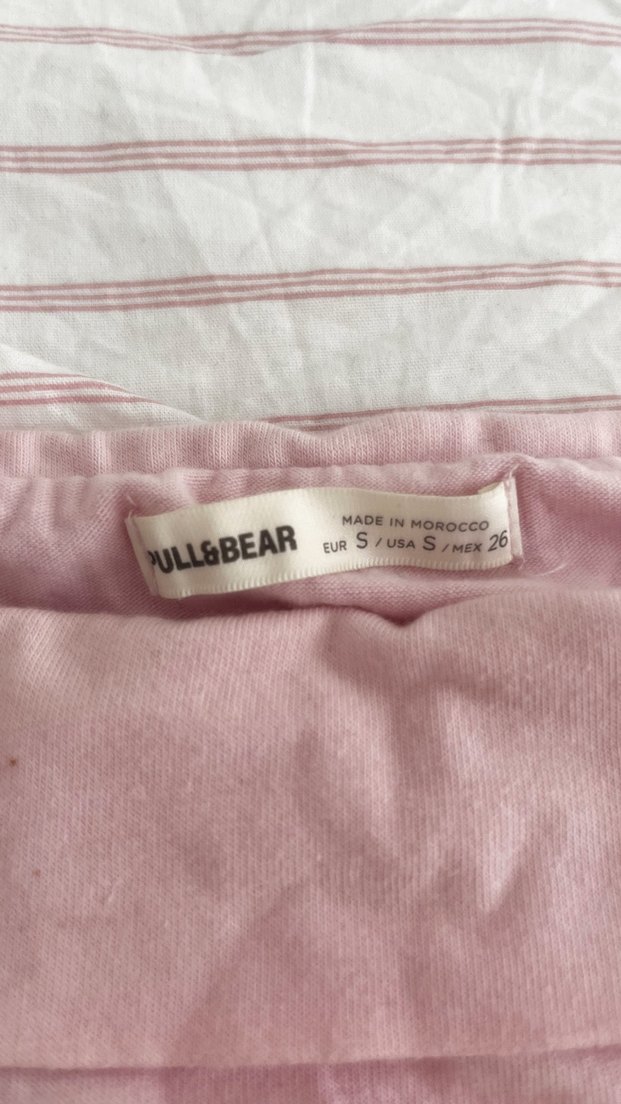 PULL&BEAR
MADE IN MOROCCO
EUR S / USA S / MEX 26